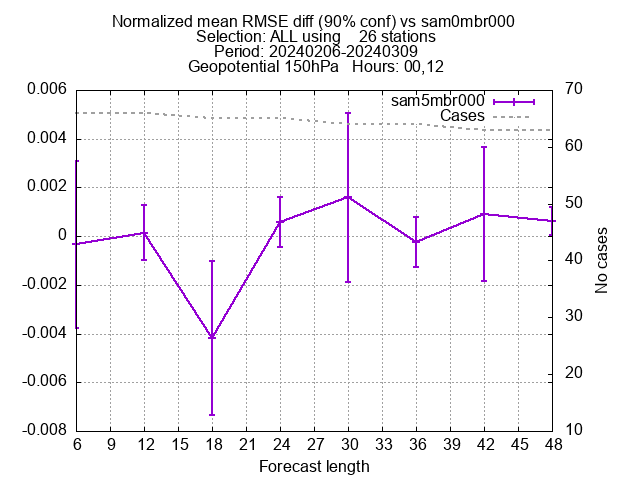 Normalized mean RMSE diff (90% conf) vs sam0mbr000
Selection: ALL using    26 stations
Period: 20240206-20240309
Geopotential 150hPa   Hours: 00,12
sam5mbr000
Cases
0.006
0.004
0.002
0
-0.002
-0.004
-0.006
-0.008
70
60
50
40
30
20
10
No cases
6 9 12 15 18 21 24 27 30 33 36 39 42 45 48
Forecast length